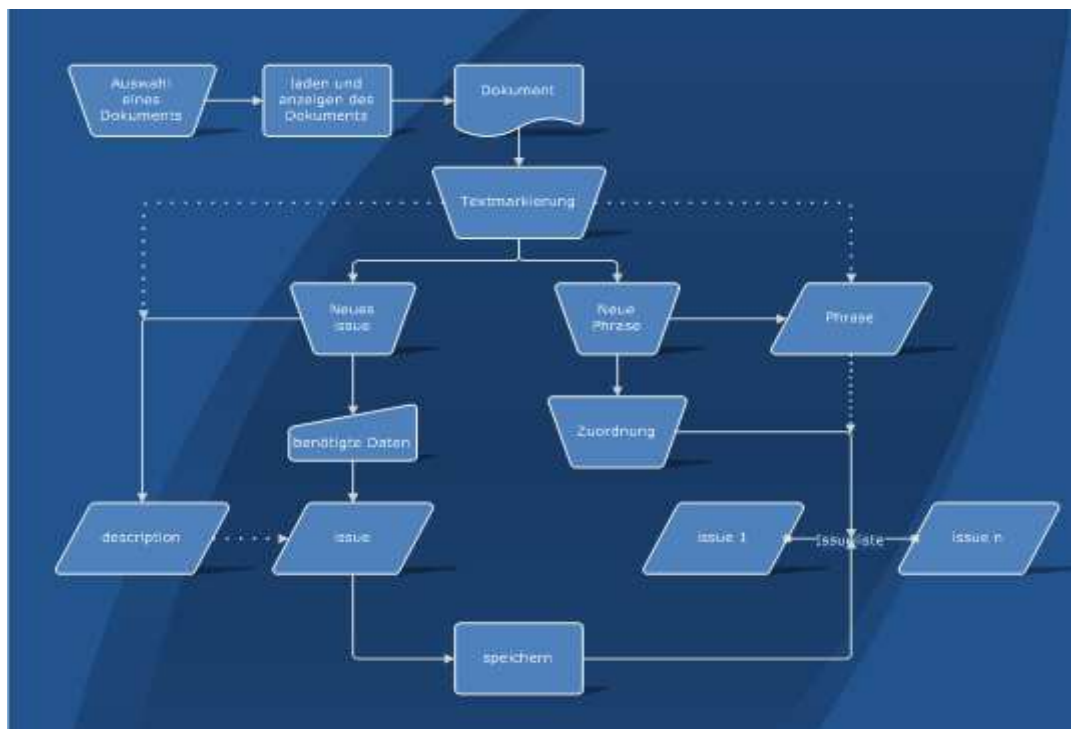 Auswahl
eines
Dokuments
laden und
anzeigen des
Dokuments
Dokument
Textmarkierung
Neues
issue
Neue
Phrase
Phrase
benötigte Daten
Zuordnung
description
issue
issue 1
Issueliste
issue n
speichern